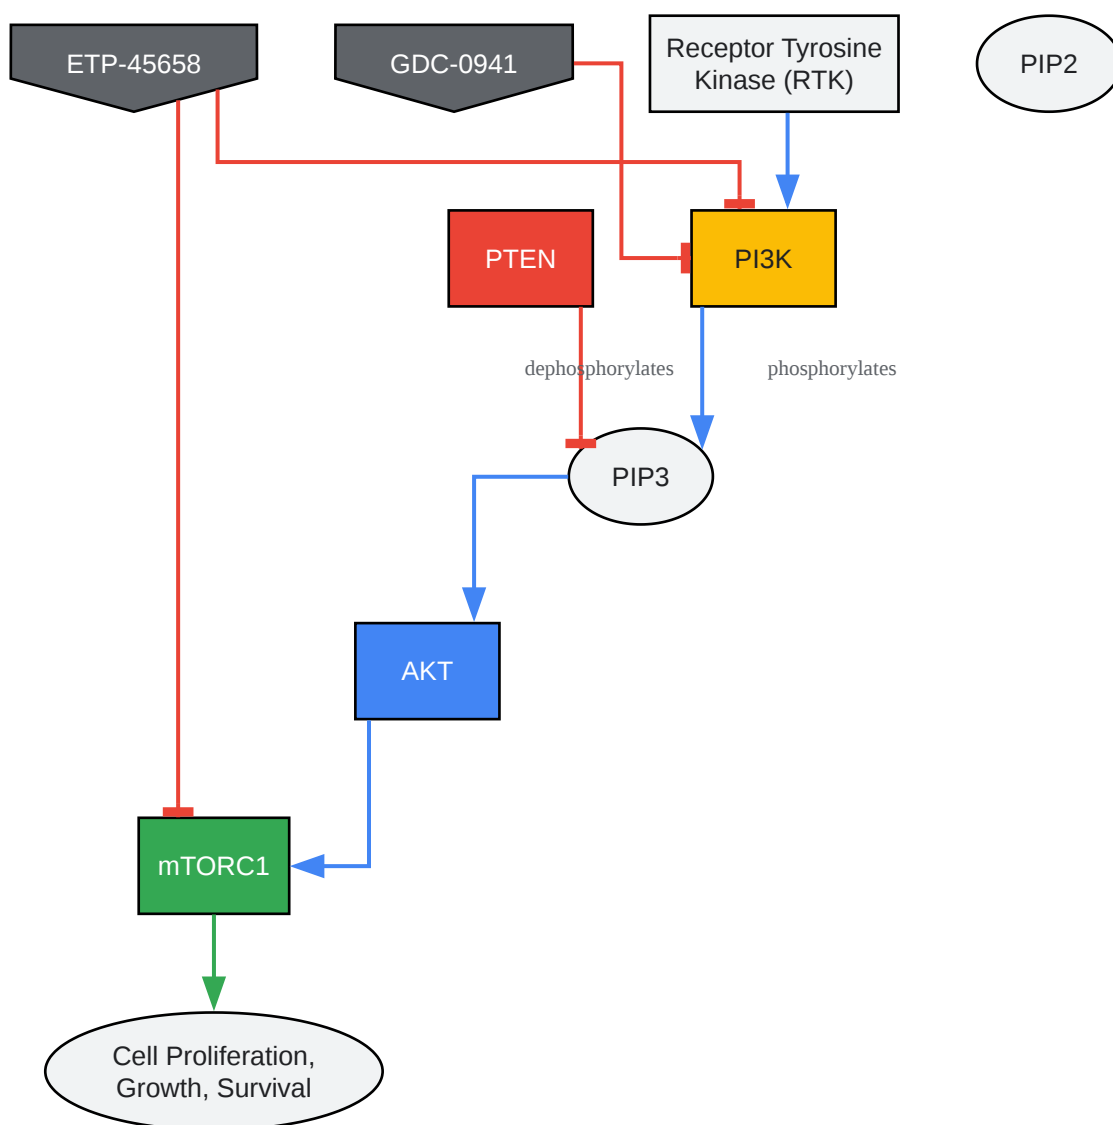 ETP-45658
GDC-0941
Receptor Tyrosine
Kinase (RTK)
PIP2
PTEN
PI3K
dephosphorylates
phosphorylates
PIP3
AKT
mTORC1
Cell Proliferation,
Growth, Survival